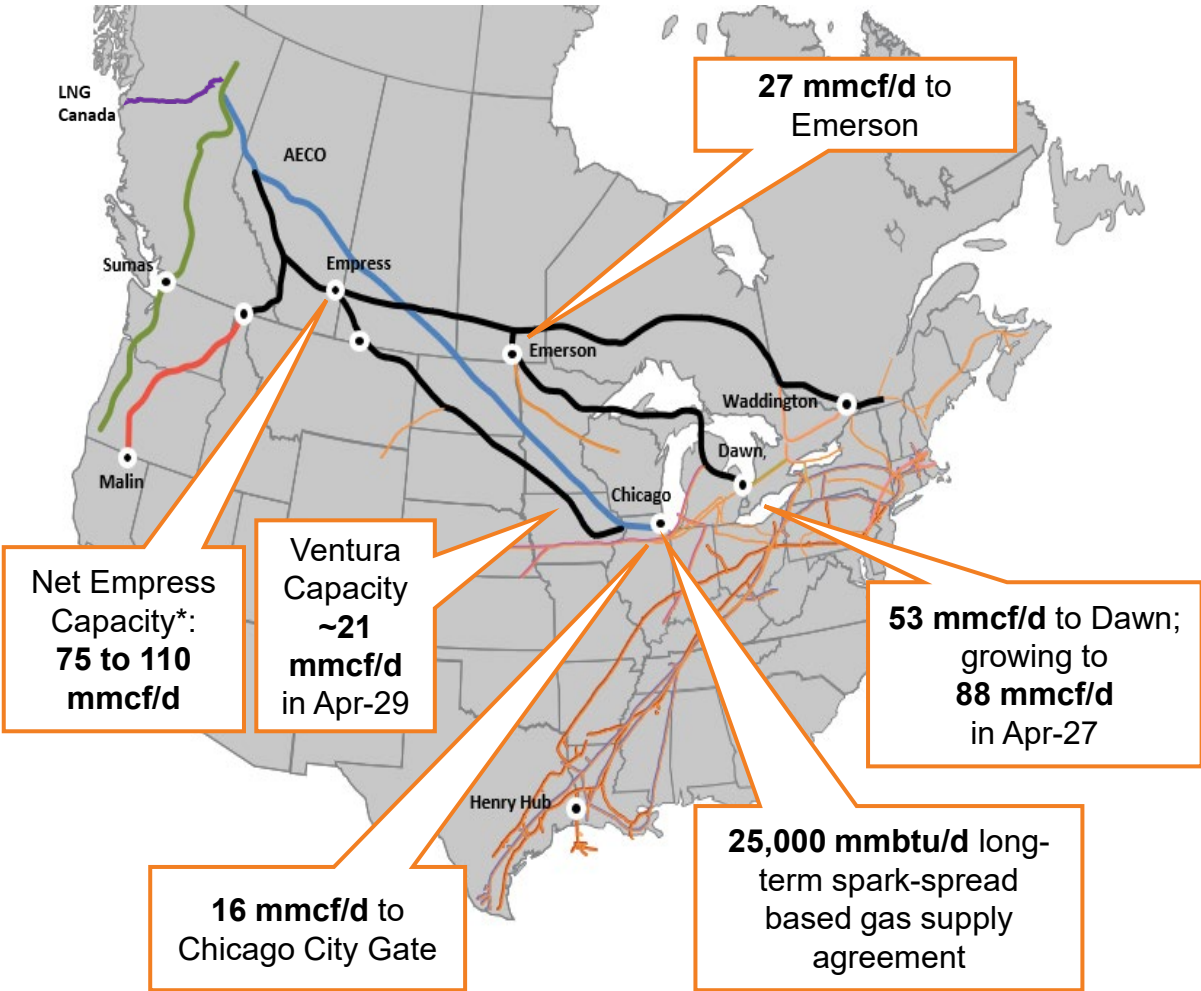 27 mmcf/d to
Emerson
LNG
Canada
AECO
Sumas
Empress
Emerson
Waddington
Malin
Dawn,
Chicago
Henry Hub
Net Empress
Capacity*:
75 to 110
mmcf/d
Ventura
Capacity
~21
mmcf/d
in Apr-29
53 mmcf/d to Dawn;
growing to
88 mmcf/d
in Apr-27
16 mmcf/d to
Chicago City Gate
25,000 mmbtu/d long-
term spark-spread
based gas supply
agreement